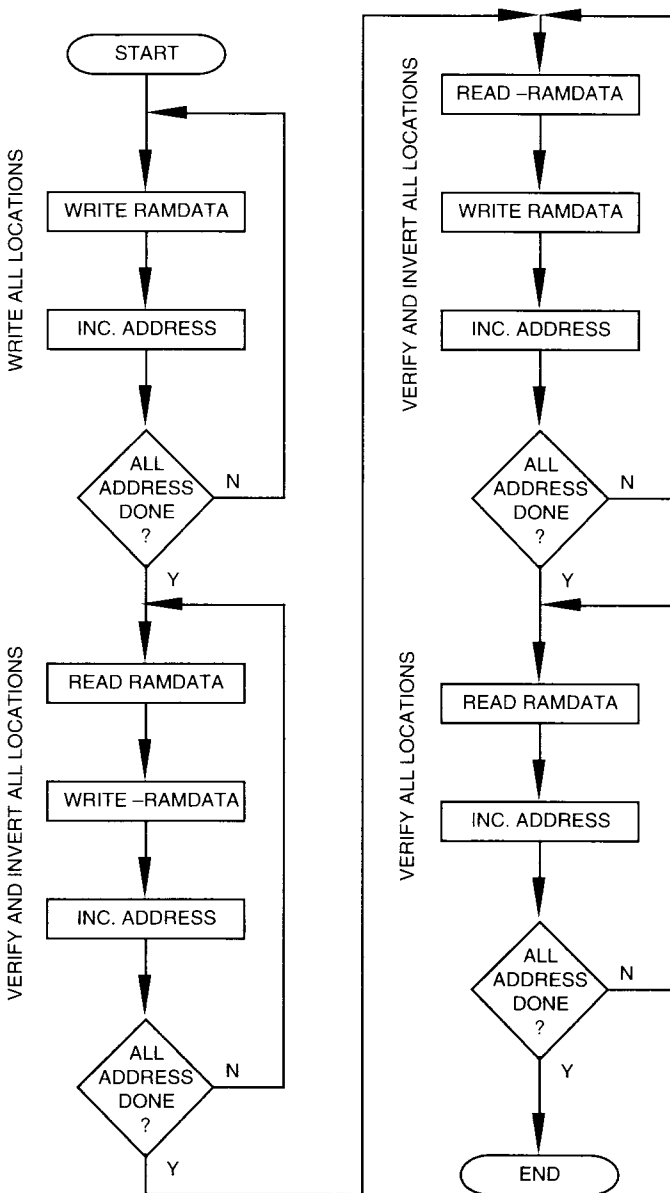 START
WRITE ALL LOCATIONS
WRITE RAMDATA
INC. ADDRESS
ALL
ADDRESS
DONE
?
N
Y
VERIFY AND INVERT ALL LOCATIONS
READ RAMDATA
WRITE –RAMDATA
INC. ADDRESS
ALL
ADDRESS
DONE
?
N
Y
VERIFY AND INVERT ALL LOCATIONS
READ –RAMDATA
WRITE RAMDATA
INC. ADDRESS
ALL
ADDRESS
DONE
?
N
Y
VERIFY ALL LOCATIONS
READ RAMDATA
INC. ADDRESS
ALL
ADDRESS
DONE
?
N
Y
END